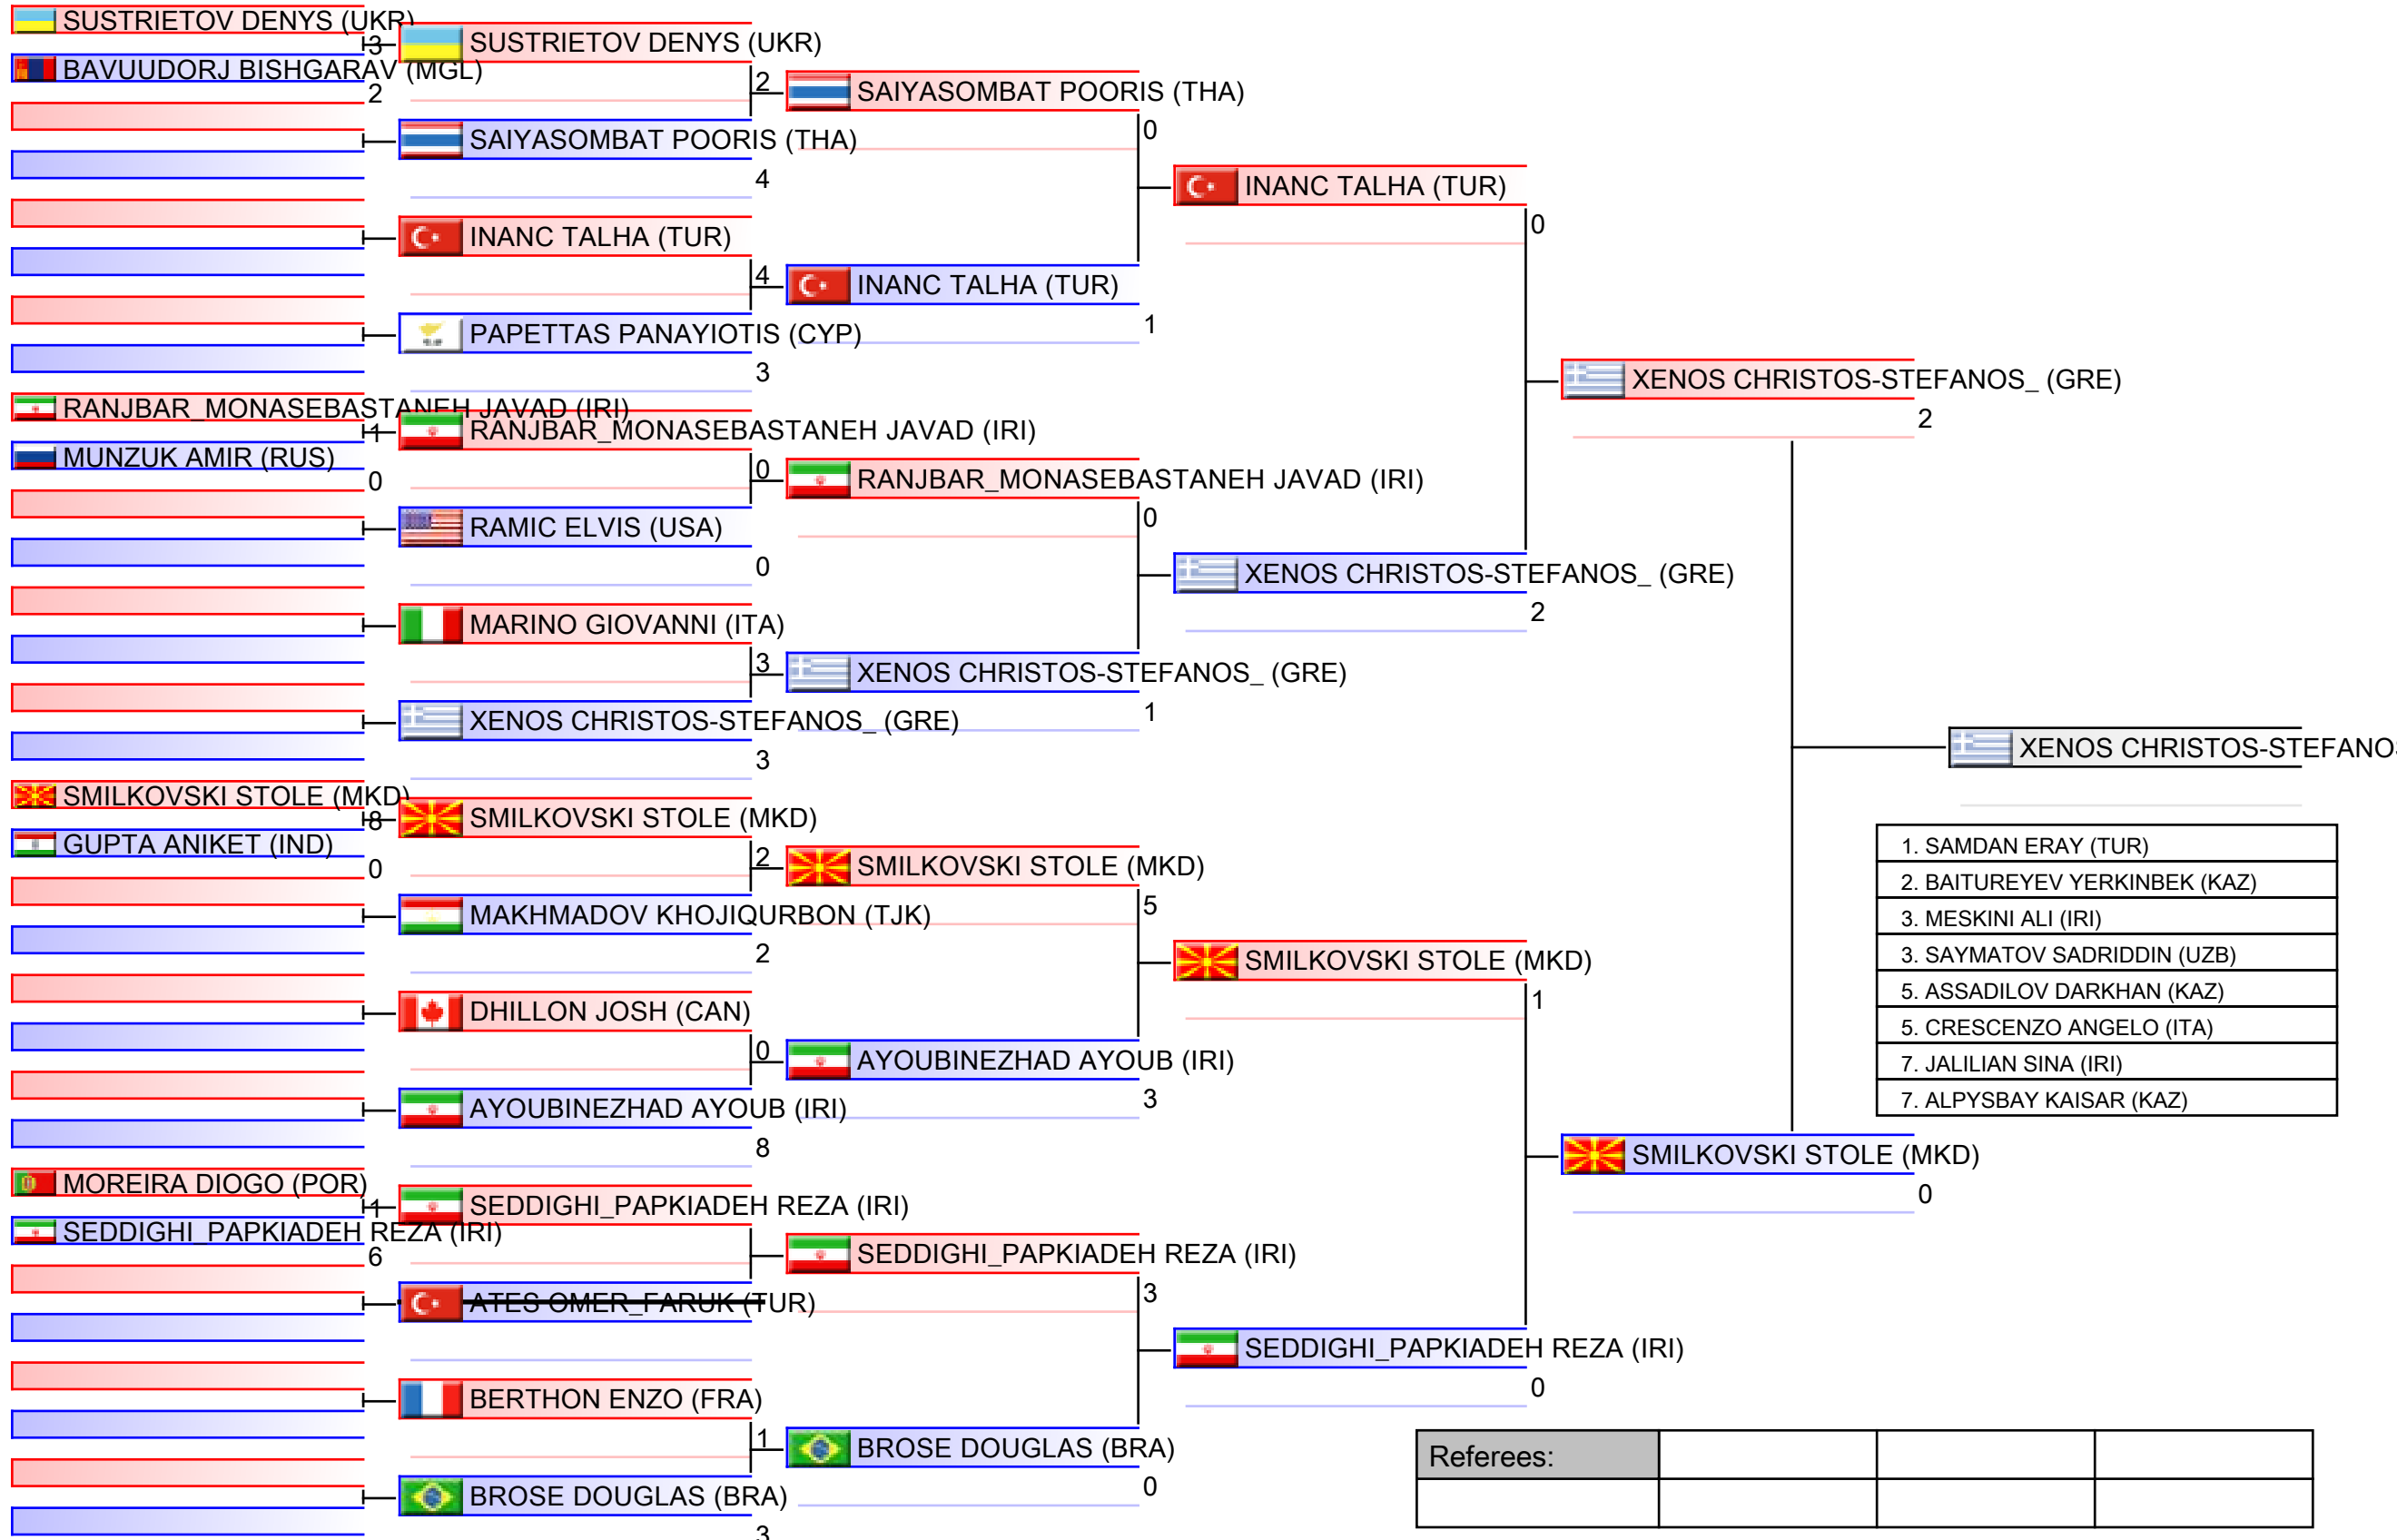 SUSTRIETOV DENYS (UKR)
3
BAVUUDORJ BISHGARAV (MGL)
2
RANJBAR_MONASEBASTANEH JAVAD (IRI)
1
MUNZUK AMIR (RUS)
0
SMILKOVSKI STOLE (MKD)
8
GUPTA ANIKET (IND)
0
MOREIRA DIOGO (POR)
1
SEDDIGHI_PAPKIADEH REZA (IRI)
6
SUSTRIETOV DENYS (UKR)
2
SAIYASOMBAT POORIS (THA)
4
INANC TALHA (TUR)
4
PAPETTAS PANAYIOTIS (CYP)
3
RANJBAR_MONASEBASTANEH JAVAD (IRI)
0
RAMIC ELVIS (USA)
0
MARINO GIOVANNI (ITA)
3
XENOS CHRISTOS-STEFANOS_ (GRE)
3
SMILKOVSKI STOLE (MKD)
2
MAKHMADOV KHOJIQURBON (TJK)
2
DHILLON JOSH (CAN)
0
AYOUBINEZHAD AYOUB (IRI)
8
SEDDIGHI_PAPKIADEH REZA (IRI)
ATES OMER_FARUK (TUR)
BERTHON ENZO (FRA)
1
BROSE DOUGLAS (BRA)
3
SAIYASOMBAT POORIS (THA)
0
INANC TALHA (TUR)
1
RANJBAR_MONASEBASTANEH JAVAD (IRI)
0
XENOS CHRISTOS-STEFANOS_ (GRE)
1
SMILKOVSKI STOLE (MKD)
5
AYOUBINEZHAD AYOUB (IRI)
3
SEDDIGHI_PAPKIADEH REZA (IRI)
3
BROSE DOUGLAS (BRA)
0
INANC TALHA (TUR)
0
XENOS CHRISTOS-STEFANOS_ (GRE)
2
SMILKOVSKI STOLE (MKD)
1
SEDDIGHI_PAPKIADEH REZA (IRI)
0
XENOS CHRISTOS-STEFANOS_ (GRE)
2
SMILKOVSKI STOLE (MKD)
0
XENOS CHRISTOS-STEFANOS
1. SAMDAN ERAY (TUR)
2. BAITUREYEV YERKINBEK (KAZ)
3. MESKINI ALI (IRI)
3. SAYMATOV SADRIDDIN (UZB)
5. ASSADILOV DARKHAN (KAZ)
5. CRESCENZO ANGELO (ITA)
7. JALILIAN SINA (IRI)
7. ALPYSBAY KAISAR (KAZ)
Referees: